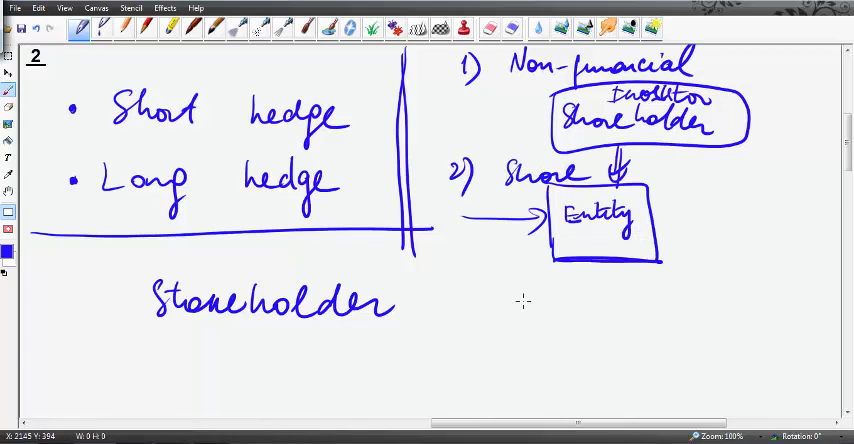 File Edit View Canvas Stencil Effects Help
2
• Short hedge
• Long hedge
1) Non-financial
Investor
Shareholder
2) Share
Entity
Stakeholder
X: 2145 Y: 394 W: 0 H: 0 Zoom: 100% Rotation: 0°